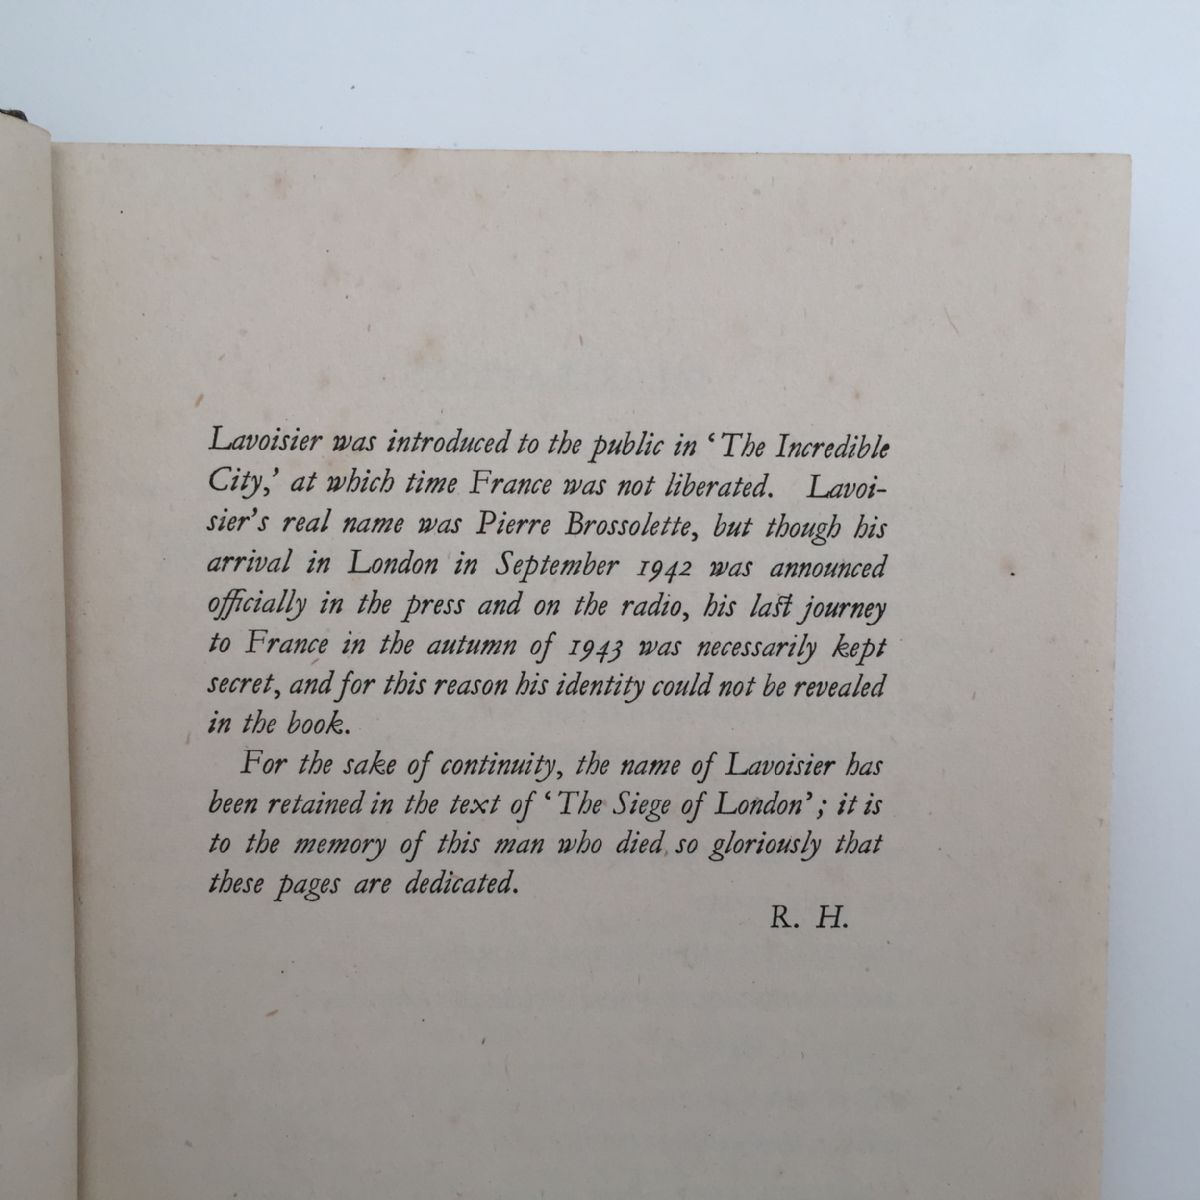 Lavoisier was introduced to the public in ‘The Incredible
City,’ at which time France was not liberated. Lavoi-
sier’s real name was Pierre Brossolette, but though his
arrival in London in September 1942 was announced
officially in the press and on the radio, his last journey
to France in the autumn of 1943 was necessarily kept
secret, and for this reason his identity could not be revealed
in the book.
For the sake of continuity, the name of Lavoisier has
been retained in the text of ‘The Siege of London’; it is
to the memory of this man who died so gloriously that
these pages are dedicated.
R. H.